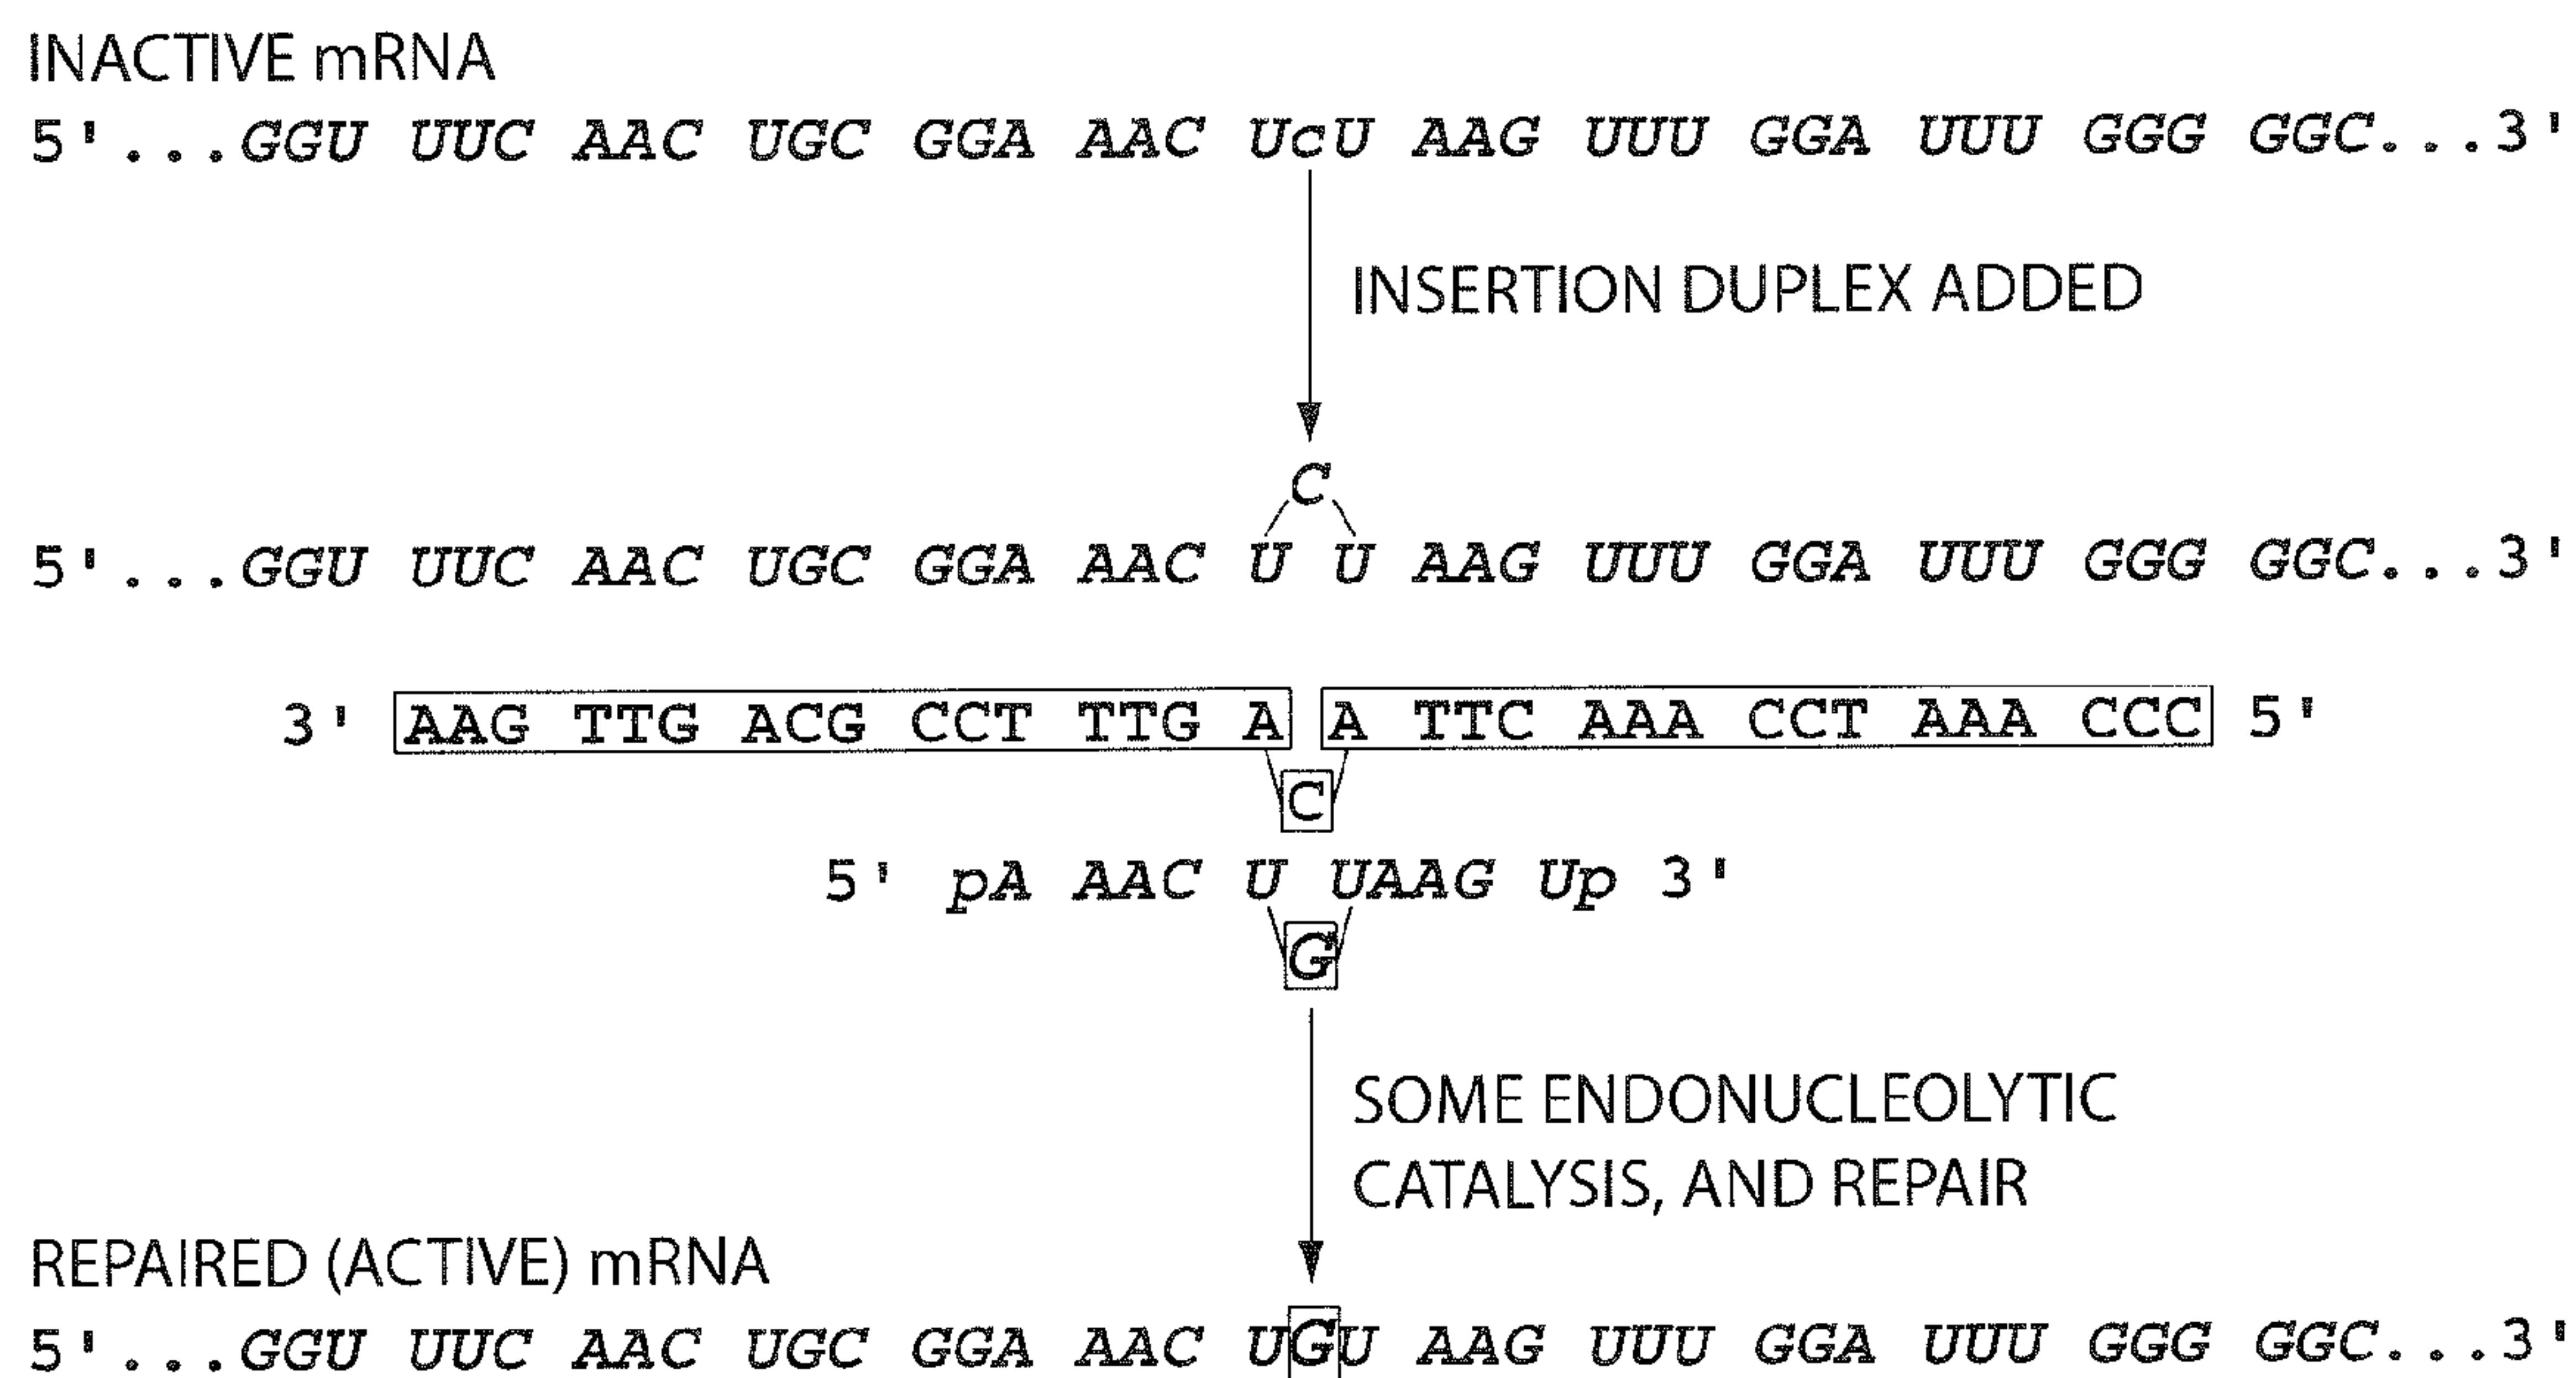 INACTIVE mRNA
5'...GGU UUC AAC UGC GGA AAC UcU AAG UUU GGA UUU GGG GGC...3'
INSERTION DUPLEX ADDED
C
5'...GGU UUC AAC UGC GGA AAC U U AAG UUU GGA UUU GGG GGC...3'
3' AAG TTG ACG CCT TTG A A TTC AAA CCT AAA CCC 5'
C
5' pA AAC U UAAG Up 3'
G
SOME ENDONUCLEOLYTIC
CATALYSIS, AND REPAIR
REPAIRED (ACTIVE) mRNA
5'...GGU UUC AAC UGC GGA AAC UGU AAG UUU GGA UUU GGG GGC...3'